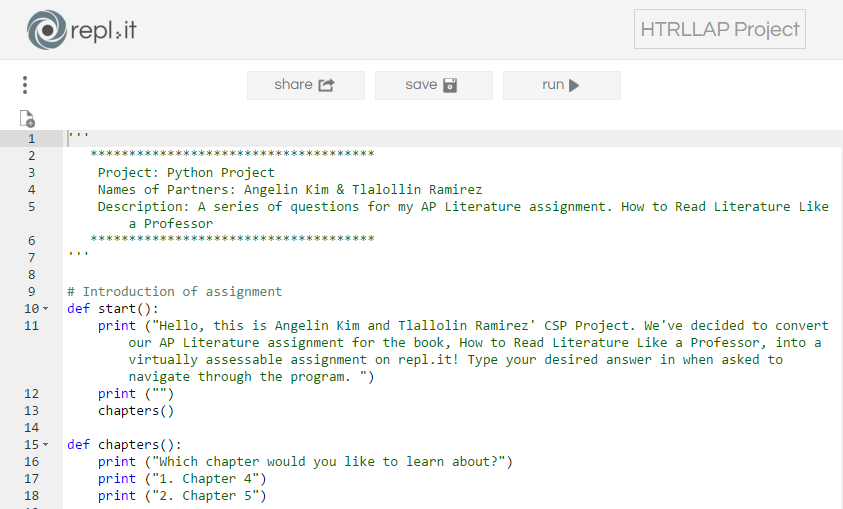 repl.it
HTRLLAP Project
share
save
run
1 '''
2 *************************************
3 Project: Python Project
4 Names of Partners: Angelin Kim & Tlalollin Ramirez
5 Description: A series of questions for my AP Literature assignment. How to Read Literature Like
a Professor
6 *************************************
7 '''
8
9 # Introduction of assignment
10 def start():
11 print ("Hello, this is Angelin Kim and Tlallolin Ramirez' CSP Project. We've decided to convert
our AP Literature assignment for the book, How to Read Literature Like a Professor, into a
virtually assessable assignment on repl.it! Type your desired answer in when asked to
navigate through the program. ")
12 print ("")
13 chapters()
14
15 def chapters():
16 print ("Which chapter would you like to learn about?")
17 print ("1. Chapter 4")
18 print ("2. Chapter 5")